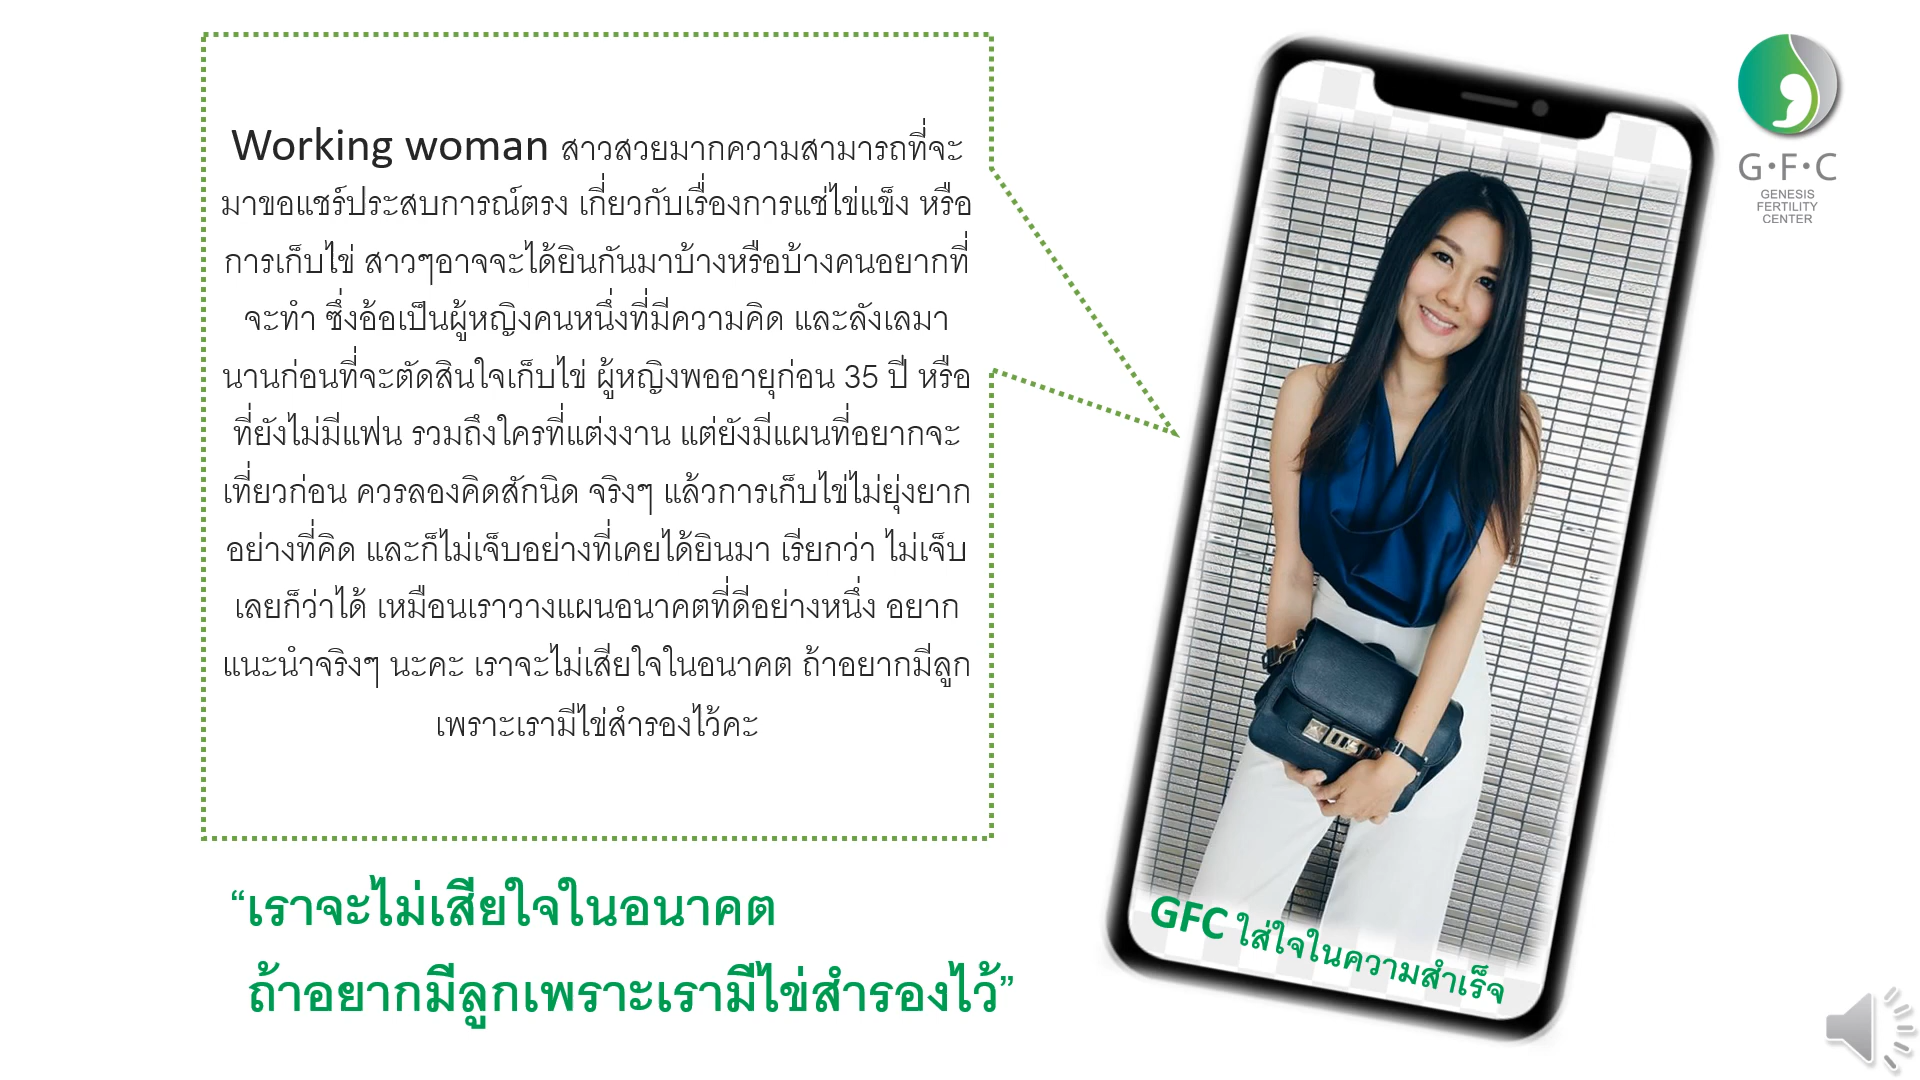 Working woman สาวสวยมากความสามารถที่จะ
มาขอแชร์ประสบการณ์ตรง เกี่ยวกับเรื่องการแช่ไข่แข็ง หรือ
การเก็บไข่ สาวๆอาจจะได้ยินกันมาบ้างหรือบ้างคนอยากที่
จะทำ ซึ่งอ้อเป็นผู้หญิงคนหนึ่งที่มีความคิด และลังเลมา
นานก่อนที่จะตัดสินใจเก็บไข่ ผู้หญิงพออายุก่อน 35 ปี หรือ
ที่ยังไม่มีแฟน รวมถึงใครที่แต่งงาน แต่ยังมีแผนที่อยากจะ
เที่ยวก่อน ควรลองคิดสักนิด จริงๆ แล้วการเก็บไข่ไม่ยุ่งยาก
อย่างที่คิด และก็ไม่เจ็บอย่างที่เคยได้ยินมา เรียกว่า ไม่เจ็บ
เลยก็ว่าได้ เหมือนเราวางแผนอนาคตที่ดีอย่างหนึ่ง อยาก
แนะนำจริงๆ นะคะ เราจะไม่เสียใจในอนาคต ถ้าอยากมีลูก
เพราะเรามีไข่สำรองไว้คะ
“เราจะไม่เสียใจในอนาคต
ถ้าอยากมีลูกเพราะเรามีไข่สำรองไว้”
GFC ใส่ใจในความสำเร็จ
G·F·C
GENESIS
FERTILITY
CENTER